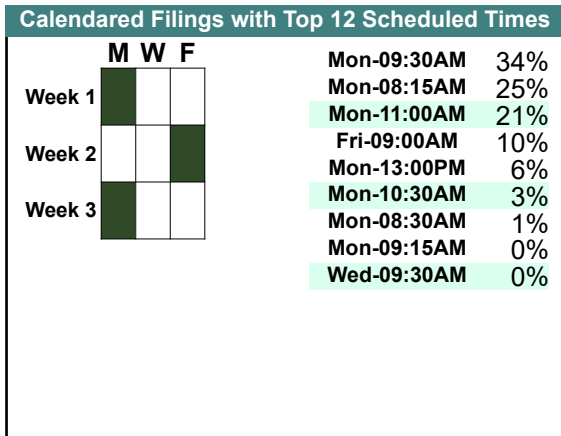 Calendared Filings with Top 12 Scheduled Times
M W F
Week 1
Week 2
Week 3
Mon-09:30AM 34%
Mon-08:15AM 25%
Mon-11:00AM 21%
Fri-09:00AM 10%
Mon-13:00PM 6%
Mon-10:30AM 3%
Mon-08:30AM 1%
Mon-09:15AM 0%
Wed-09:30AM 0%